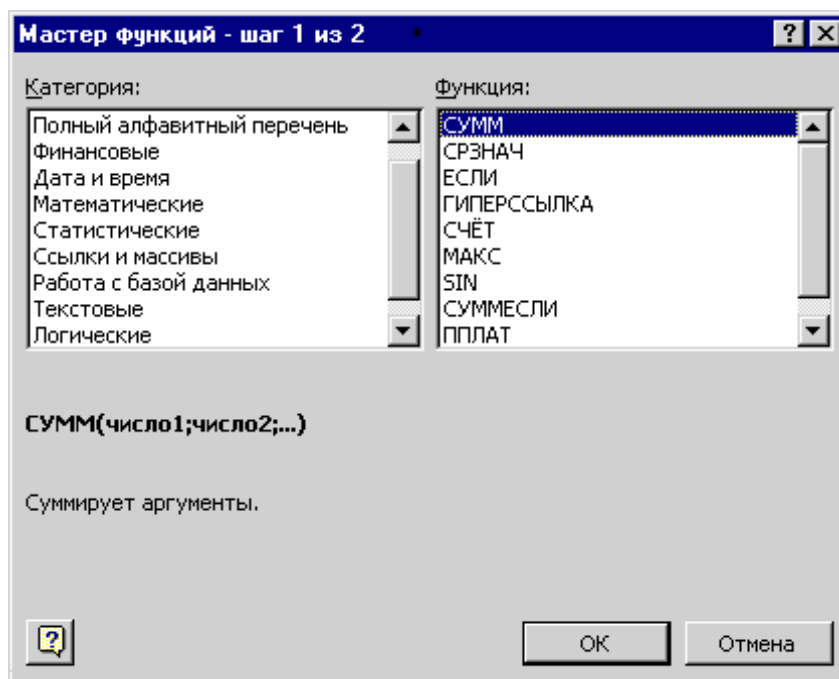 Мастер функций - шаг 1 из 2
Категория:
Полный алфавитный перечень
Финансовые
Дата и время
Математические
Статистические
Ссылки и массивы
Работа с базой данных
Текстовые
Логические
Функция:
СУММ
СРЗНАЧ
ЕСЛИ
ГИПЕРССЫЛКА
СЧЁТ
МАКС
SIN
СУММЕСЛИ
ППЛАТ
СУММ(число1;число2;...)
Суммирует аргументы.
ОК
Отмена